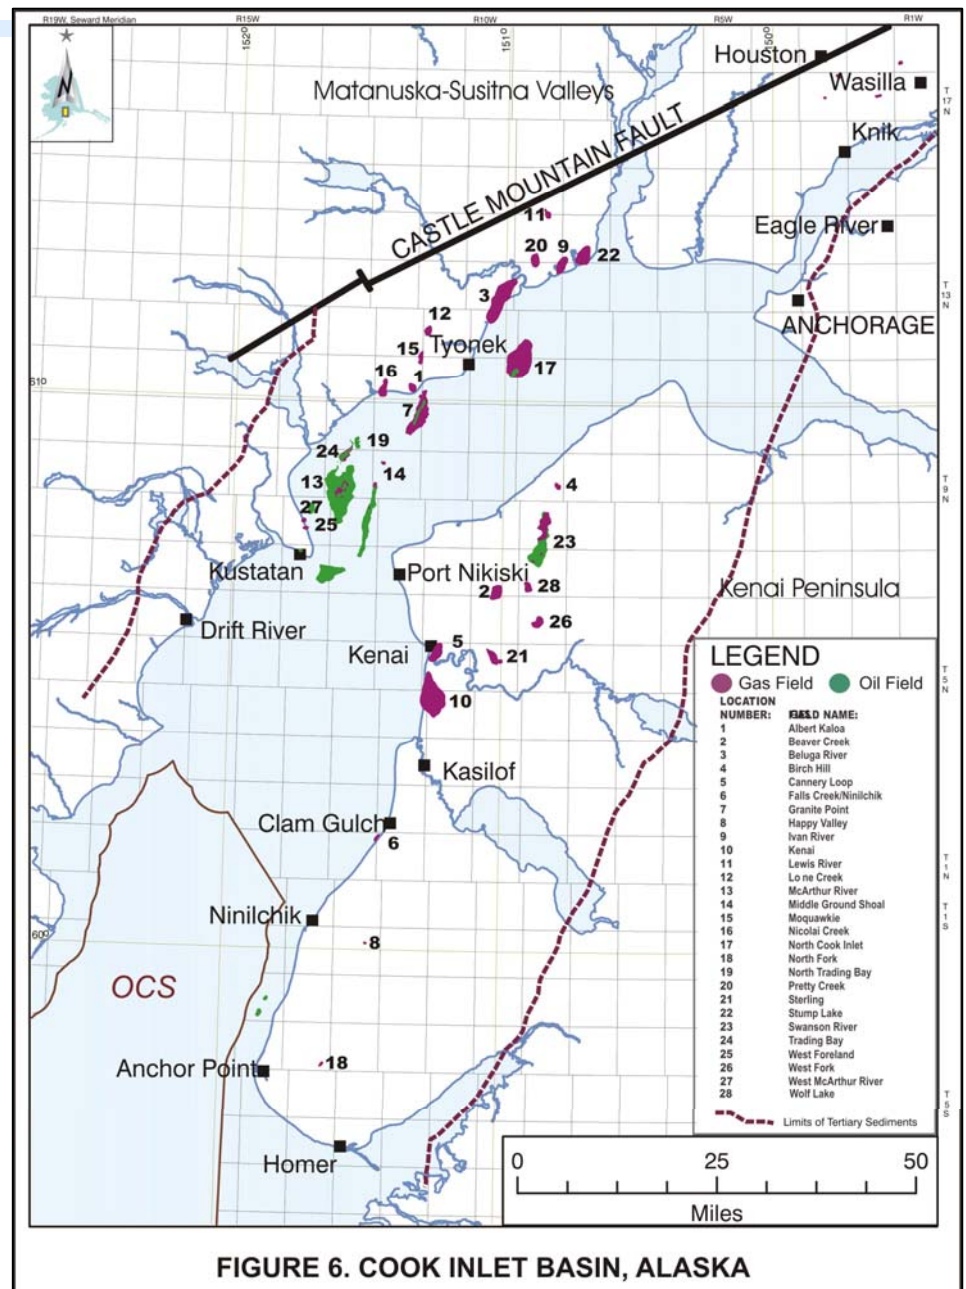 R19W, Seward Meridian
R15W
R10W
R1W
152°
151°
150°
N
Houston
Wasilla
T
17
N
Matanuska-Susitna Valleys
Knik
CASTLE MOUNTAIN FAULT
11
Eagle River
20
9
22
3
T
13
N
ANCHORAGE
12
Tyonek
15
17
16
1
61°
7
19
24
13
14
4
T
9
N
27
25
23
Kustatan
Port Nikiski
28
2
Kenai Peninsula
26
Drift River
Kenai
5
21
10
T
5
N
Kasilof
Clam Gulch
6
T
1
N
Ninilchik
T
1
S
8
60°
OCS
18
Anchor Point
T
5
S
Homer
LEGEND
Gas Field
Oil Field
LOCATION
NUMBER: FIELD NAME:
1 Albert Kaloa
2 Beaver Creek
3 Beluga River
4 Birch Hill
5 Cannery Loop
6 Falls Creek/Ninilchik
7 Granite Point
8 Happy Valley
9 Ivan River
10 Kenai
11 Lewis River
12 Lone Creek
13 McArthur River
14 Middle Ground Shoal
15 Moquawkie
16 Nicolai Creek
17 North Cook Inlet
18 North Fork
19 North Trading Bay
20 Pretty Creek
21 Sterling
22 Stump Lake
23 Swanson River
24 Trading Bay
25 West Foreland
26 West Fork
27 West McArthur River
28 Wolf Lake
Limits of Tertiary Sediments
0 25 50
Miles
FIGURE 6. COOK INLET BASIN, ALASKA